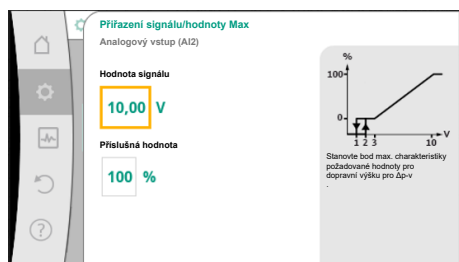 Přiřazení signálu/hodnoty Max
Analogový vstup (AI2)
Hodnota signálu
10,00 V
Příslušná hodnota
100 %
%
100
0
1 2 3 10
V
Stanovte bod max. charakteristiky
požadované hodnoty pro
dopravní výšku pro Δp-v
.
?